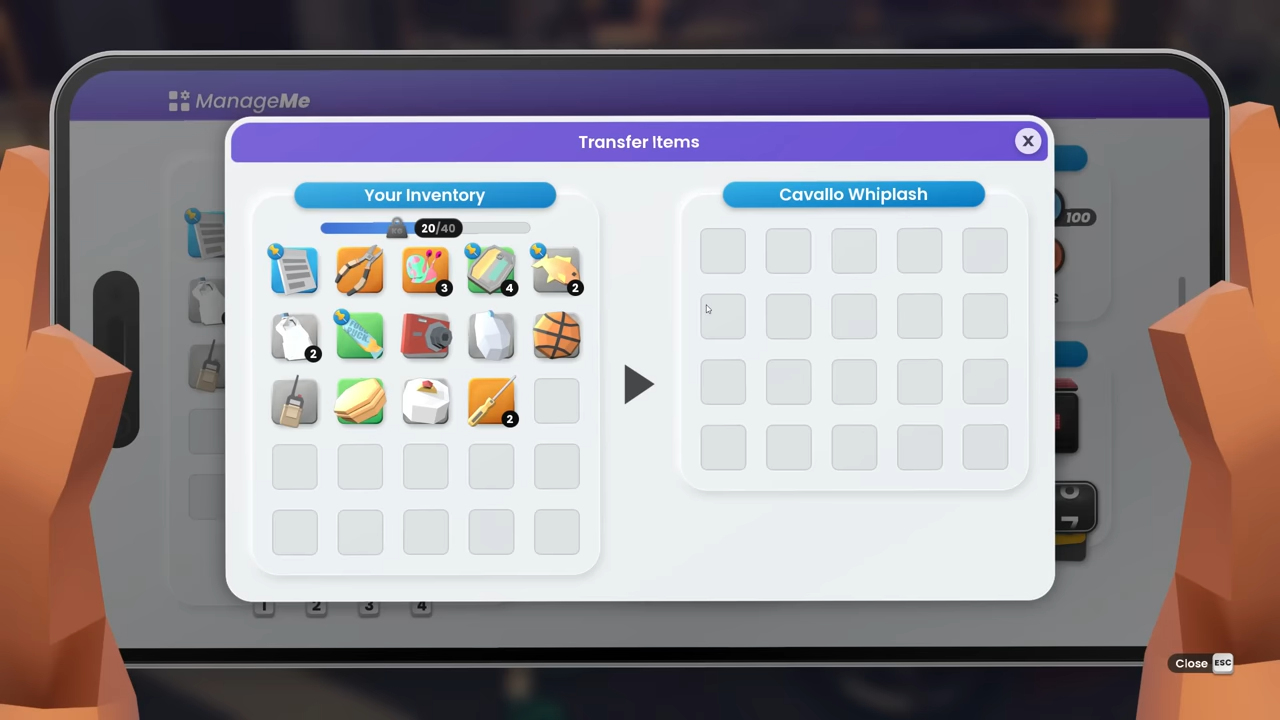 ManageMe
Transfer Items
X
Your Inventory
Cavallo Whiplash
20/40
100
3
4
2
2
2
1
2
3
4
Close ESC